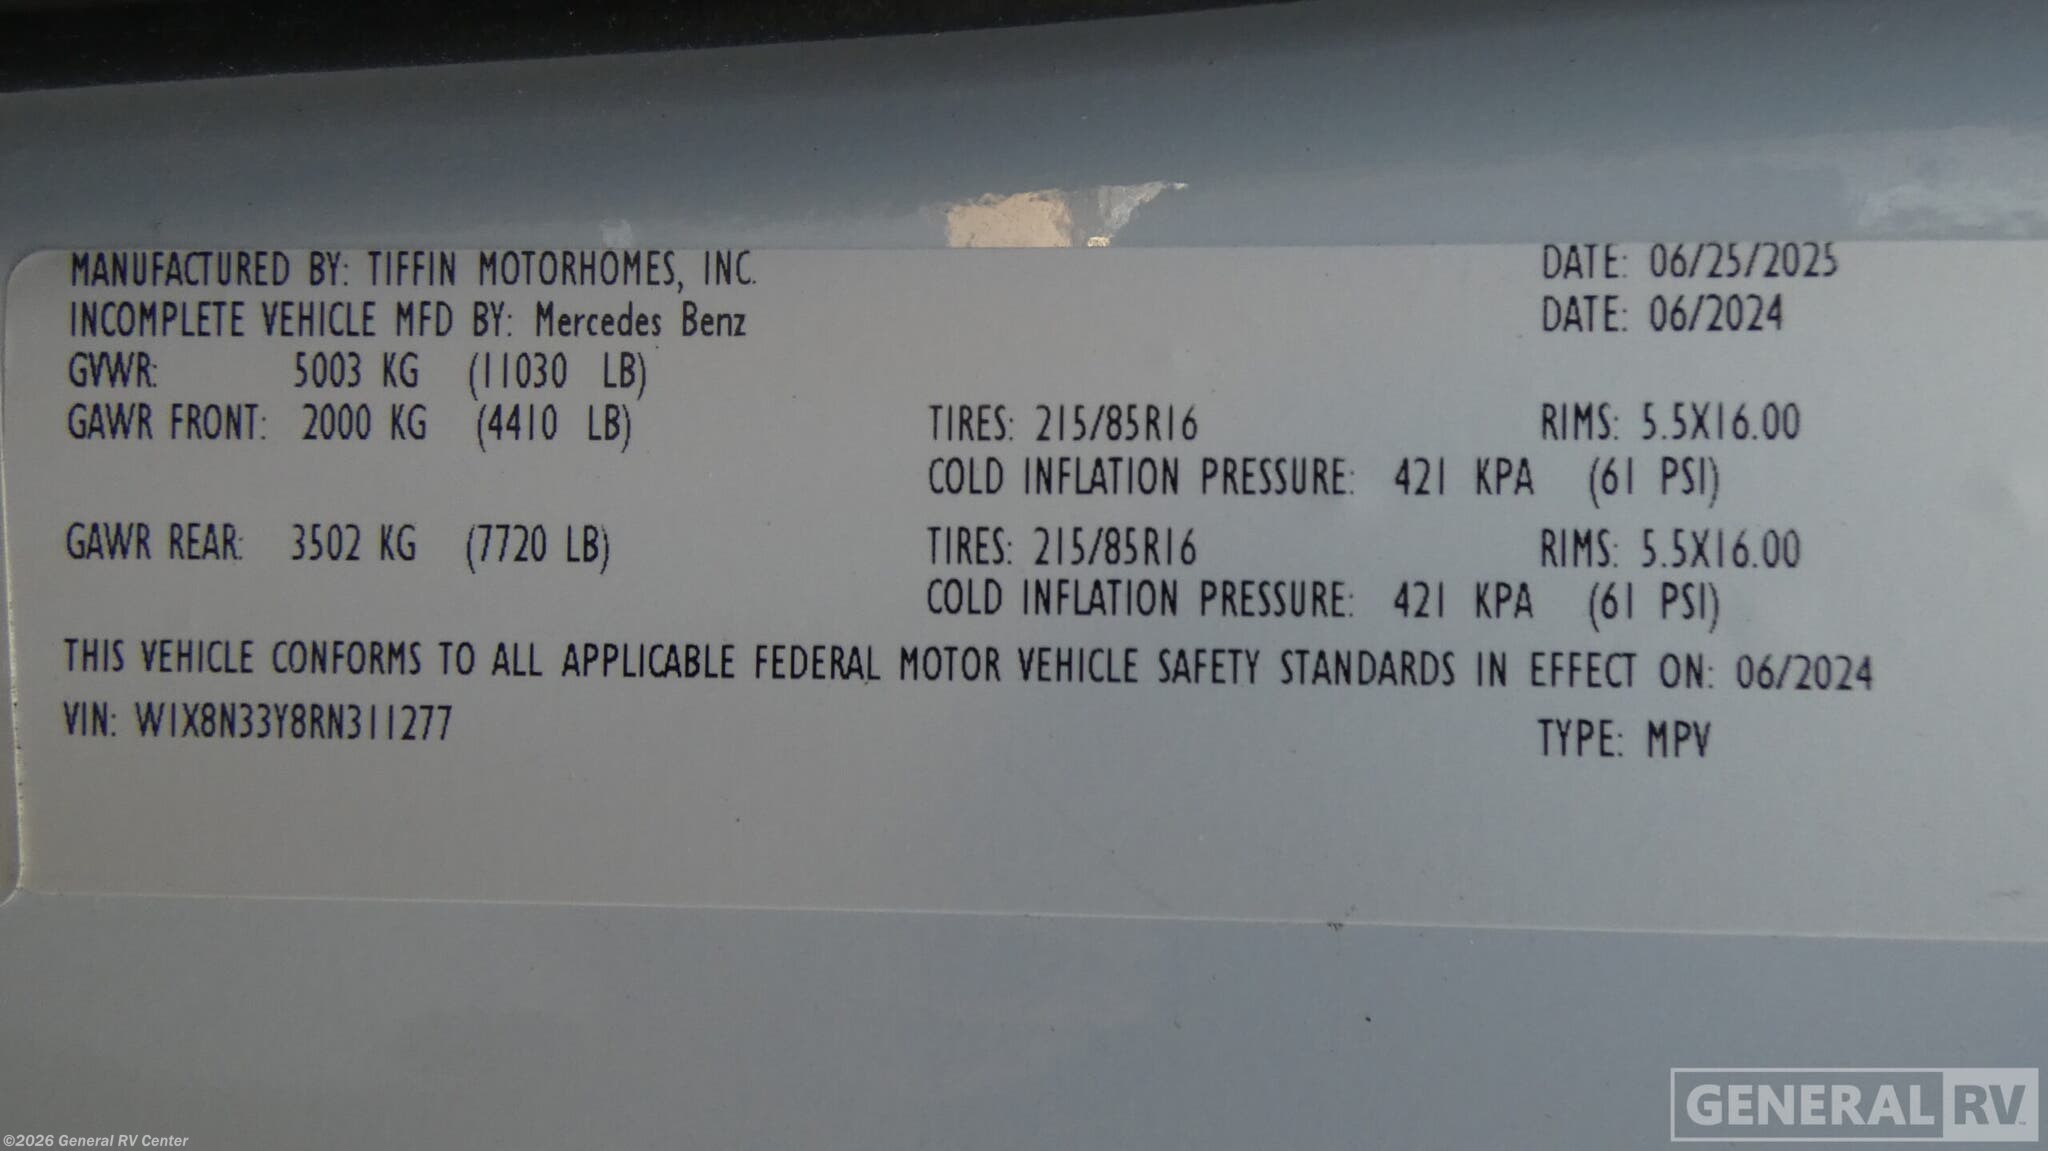 MANUFACTURED BY: TIFFIN MOTORHOMES, INC. DATE: 06/25/2025
INCOMPLETE VEHICLE MFD BY: Mercedes Benz DATE: 06/2024
GVWR: 5003 KG (11030 LB)
GAWR FRONT: 2000 KG (4410 LB) TIRES: 215/85R16 RIMS: 5.5X16.00
COLD INFLATION PRESSURE: 421 KPA (61 PSI)
GAWR REAR: 3502 KG (7720 LB) TIRES: 215/85R16 RIMS: 5.5X16.00
COLD INFLATION PRESSURE: 421 KPA (61 PSI)
THIS VEHICLE CONFORMS TO ALL APPLICABLE FEDERAL MOTOR VEHICLE SAFETY STANDARDS IN EFFECT ON: 06/2024
VIN: W1X8N33Y8RN311277 TYPE: MPV
GENERAL RV
©2026 General RV Center